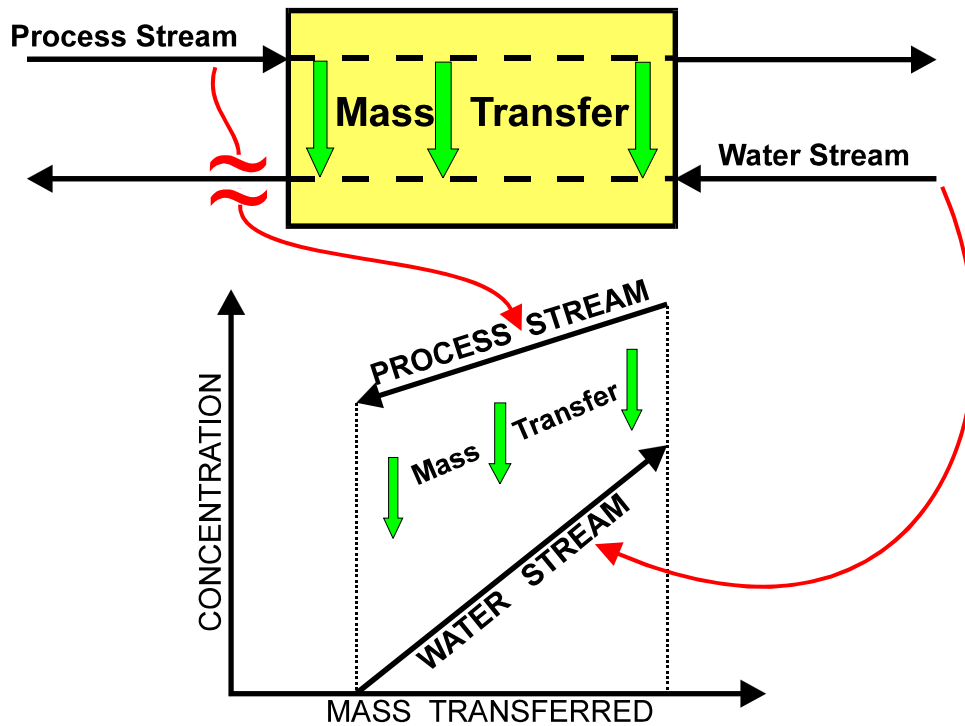 Process Stream
Mass Transfer
Water Stream
PROCESS STREAM
Mass Transfer
WATER STREAM
CONCENTRATION
MASS TRANSFERRED